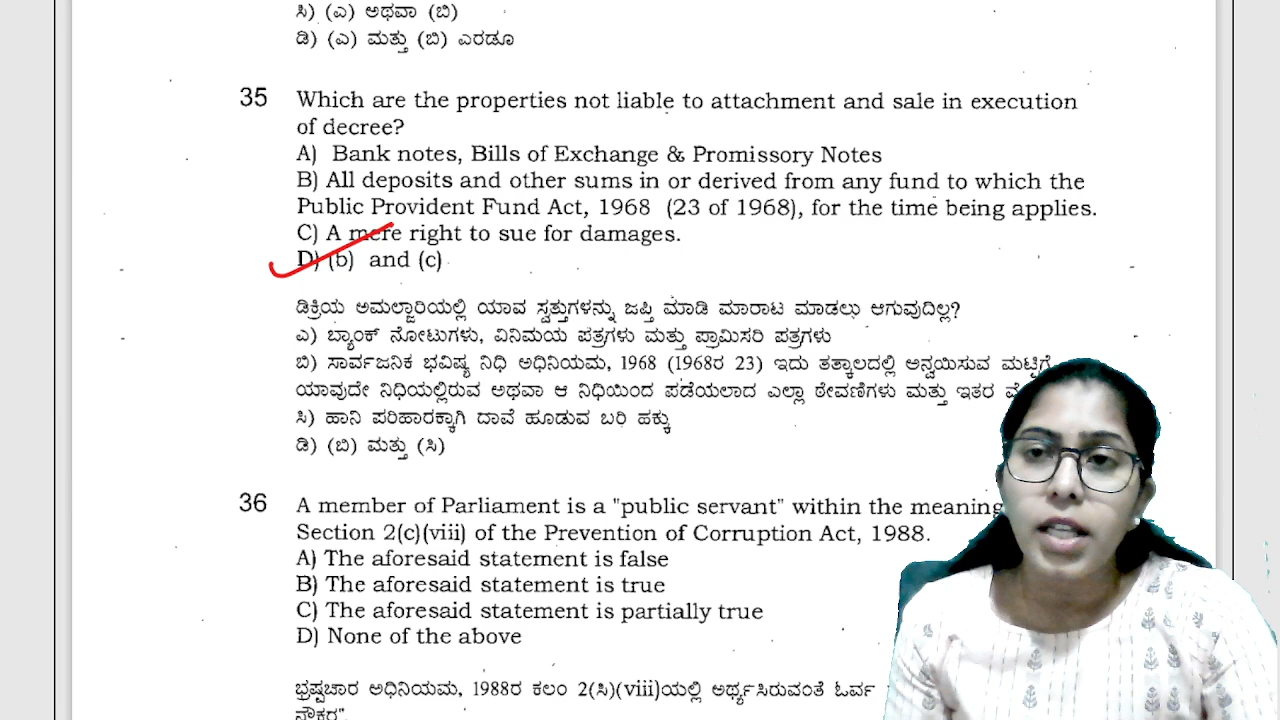 ಸಿ) (ಎ) ಅಥವಾ (ಬಿ)
ಡಿ) (ಎ) ಮತ್ತು (ಬಿ) ಎರಡೂ
35 Which are the properties not liable to attachment and sale in execution
of decree?
A) Bank notes, Bills of Exchange & Promissory Notes
B) All deposits and other sums in or derived from any fund to which the
Public Provident Fund Act, 1968 (23 of 1968), for the time being applies.
C) A mere right to sue for damages.
D) (b) and (c)
ಡಿಕ್ರಿಯ ಅಮಲ್ಜಾರಿಯಲ್ಲಿ ಯಾವ ಸ್ವತ್ತುಗಳನ್ನು ಜಪ್ತಿ ಮಾಡಿ ಮಾರಾಟ ಮಾಡಲು ಆಗುವುದಿಲ್ಲ?
ಎ) ಬ್ಯಾಂಕ್ ನೋಟುಗಳು, ವಿನಿಮಯ ಪತ್ರಗಳು ಮತ್ತು ಪ್ರಾಮಿಸರಿ ಪತ್ರಗಳು
ಬಿ) ಸಾರ್ವಜನಿಕ ಭವಿಷ್ಯ ನಿಧಿ ಅಧಿನಿಯಮ, 1968 (1968ರ 23) ಇದು ತತ್ಕಾಲದಲ್ಲಿ ಅನ್ವಯಿಸುವ ಮಟ್ಟಿಗೆ
ಯಾವುದೇ ನಿಧಿಯಲ್ಲಿರುವ ಅಥವಾ ಆ ನಿಧಿಯಿಂದ ಪಡೆಯಲಾದ ಎಲ್ಲಾ ಠೇವಣಿಗಳು ಮತ್ತು ಇತರ
ಸಿ) ಹಾನಿ ಪರಿಹಾರಕ್ಕಾಗಿ ದಾವೆ ಹೂಡುವ ಬರಿ ಹಕ್ಕು
ಡಿ) (ಬಿ) ಮತ್ತು (ಸಿ)
36 A member of Parliament is a "public servant" within the meaning
Section 2(c)(viii) of the Prevention of Corruption Act, 1988.
A) The aforesaid statement is false
B) The aforesaid statement is true
C) The aforesaid statement is partially true
D) None of the above
ಭ್ರಷ್ಟಚಾರ ಅಧಿನಿಯಮ, 1988ರ ಕಲಂ 2(ಸಿ)(viii)ಯಲ್ಲಿ ಅರ್ಥೈಸಿರುವಂತೆ ಓರ್ವ
ನೌಕರ".